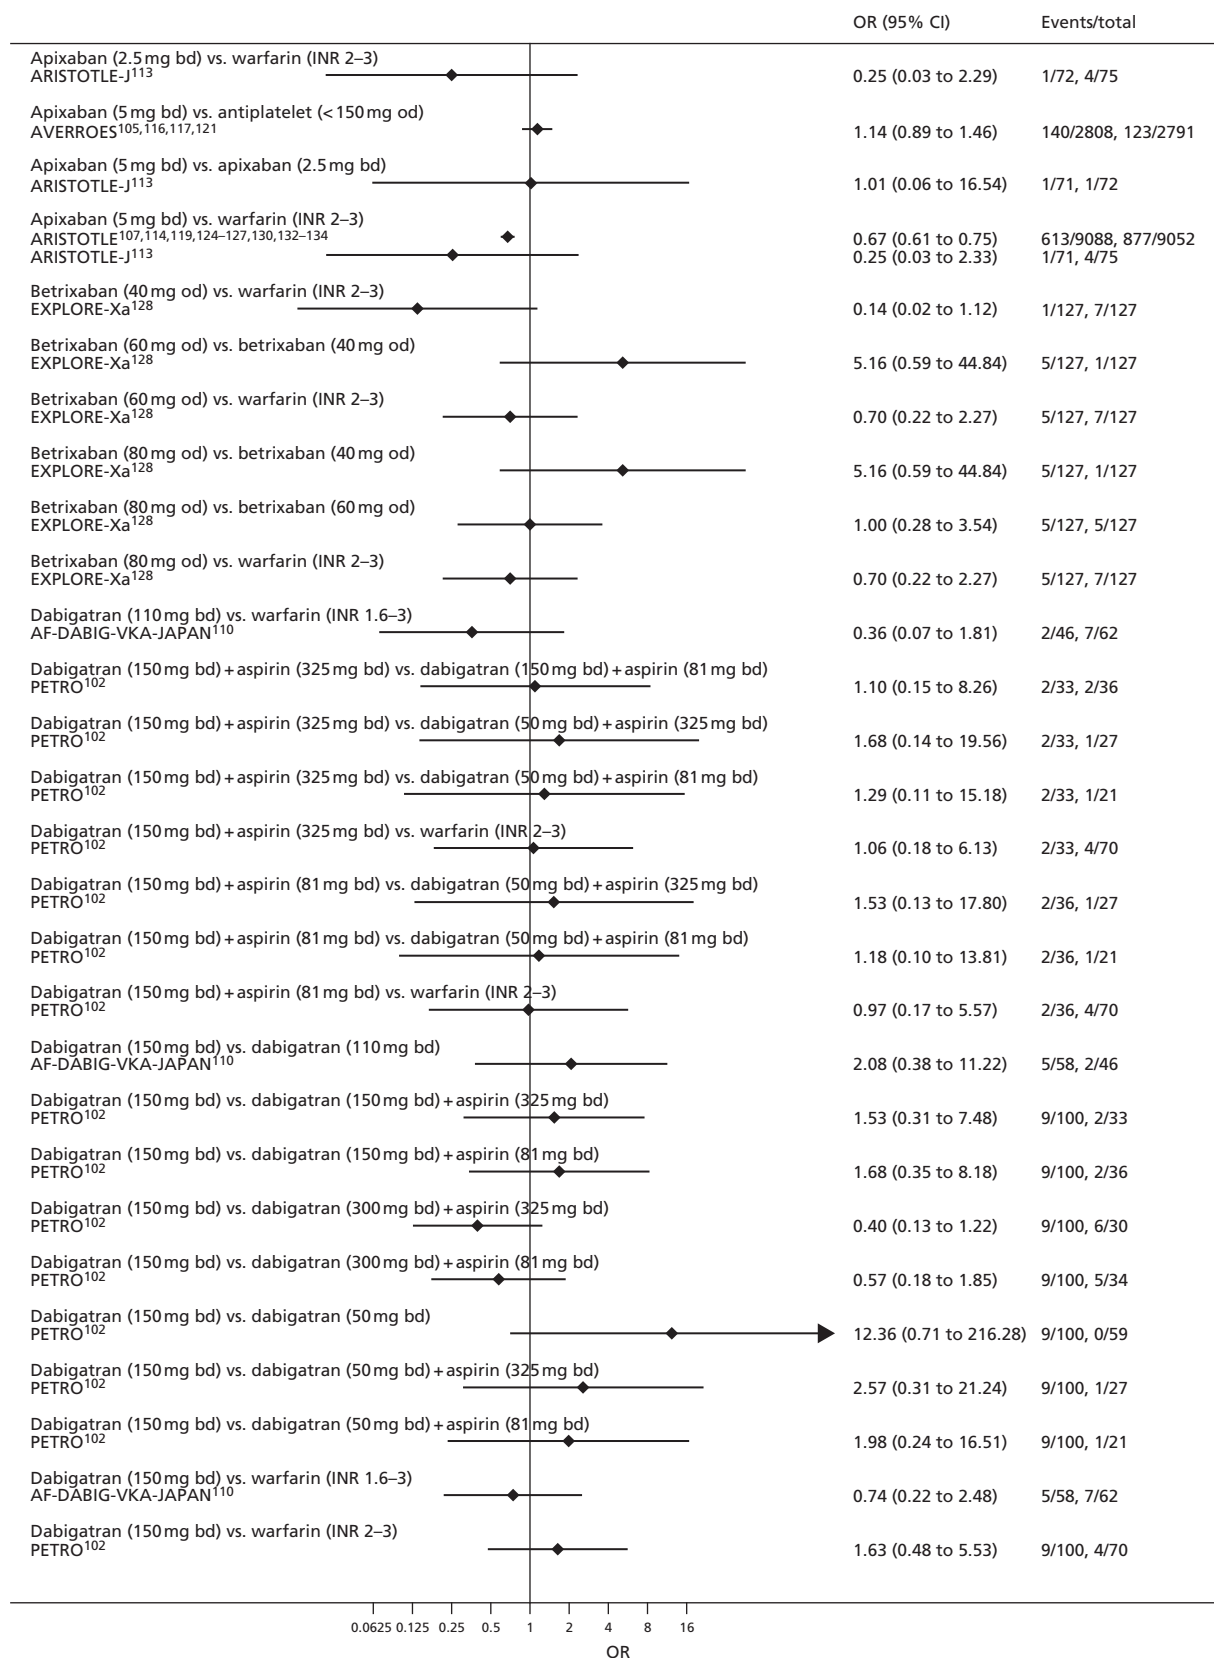 OR (95% CI) Events/total
Apixaban (2.5 mg bd) vs. warfarin (INR 2–3)
ARISTOTLE-J113 0.25 (0.03 to 2.29) 1/72, 4/75
Apixaban (5 mg bd) vs. antiplatelet (< 150 mg od)
AVERROES105,116,117,121 1.14 (0.89 to 1.46) 140/2808, 123/2791
Apixaban (5 mg bd) vs. apixaban (2.5 mg bd)
ARISTOTLE-J113 1.01 (0.06 to 16.54) 1/71, 1/72
Apixaban (5 mg bd) vs. warfarin (INR 2–3)
ARISTOTLE107,114,119,124–127,130,132–134 0.67 (0.61 to 0.75) 613/9088, 877/9052
ARISTOTLE-J113 0.25 (0.03 to 2.33) 1/71, 4/75
Betrixaban (40 mg od) vs. warfarin (INR 2–3)
EXPLORE-Xa128 0.14 (0.02 to 1.12) 1/127, 7/127
Betrixaban (60 mg od) vs. betrixaban (40 mg od)
EXPLORE-Xa128 5.16 (0.59 to 44.84) 5/127, 1/127
Betrixaban (60 mg od) vs. warfarin (INR 2–3)
EXPLORE-Xa128 0.70 (0.22 to 2.27) 5/127, 7/127
Betrixaban (80 mg od) vs. betrixaban (40 mg od)
EXPLORE-Xa128 5.16 (0.59 to 44.84) 5/127, 1/127
Betrixaban (80 mg od) vs. betrixaban (60 mg od)
EXPLORE-Xa128 1.00 (0.28 to 3.54) 5/127, 5/127
Betrixaban (80 mg od) vs. warfarin (INR 2–3)
EXPLORE-Xa128 0.70 (0.22 to 2.27) 5/127, 7/127
Dabigatran (110 mg bd) vs. warfarin (INR 1.6–3)
AF-DABIG-VKA-JAPAN110 0.36 (0.07 to 1.81) 2/46, 7/62
Dabigatran (150 mg bd) + aspirin (325 mg bd) vs. dabigatran (150 mg bd) + aspirin (81 mg bd)
PETRO102 1.10 (0.15 to 8.26) 2/33, 2/36
Dabigatran (150 mg bd) + aspirin (325 mg bd) vs. dabigatran (50 mg bd) + aspirin (325 mg bd)
PETRO102 1.68 (0.14 to 19.56) 2/33, 1/27
Dabigatran (150 mg bd) + aspirin (325 mg bd) vs. dabigatran (50 mg bd) + aspirin (81 mg bd)
PETRO102 1.29 (0.11 to 15.18) 2/33, 1/21
Dabigatran (150 mg bd) + aspirin (325 mg bd) vs. warfarin (INR 2–3)
PETRO102 1.06 (0.18 to 6.13) 2/33, 4/70
Dabigatran (150 mg bd) + aspirin (81 mg bd) vs. dabigatran (50 mg bd) + aspirin (325 mg bd)
PETRO102 1.53 (0.13 to 17.80) 2/36, 1/27
Dabigatran (150 mg bd) + aspirin (81 mg bd) vs. dabigatran (50 mg bd) + aspirin (81 mg bd)
PETRO102 1.18 (0.10 to 13.81) 2/36, 1/21
Dabigatran (150 mg bd) + aspirin (81 mg bd) vs. warfarin (INR 2–3)
PETRO102 0.97 (0.17 to 5.57) 2/36, 4/70
Dabigatran (150 mg bd) vs. dabigatran (110 mg bd)
AF-DABIG-VKA-JAPAN110 2.08 (0.38 to 11.22) 5/58, 2/46
Dabigatran (150 mg bd) vs. dabigatran (150 mg bd) + aspirin (325 mg bd)
PETRO102 1.53 (0.31 to 7.48) 9/100, 2/33
Dabigatran (150 mg bd) vs. dabigatran (150 mg bd) + aspirin (81 mg bd)
PETRO102 1.68 (0.35 to 8.18) 9/100, 2/36
Dabigatran (150 mg bd) vs. dabigatran (300 mg bd) + aspirin (325 mg bd)
PETRO102 0.40 (0.13 to 1.22) 9/100, 6/30
Dabigatran (150 mg bd) vs. dabigatran (300 mg bd) + aspirin (81 mg bd)
PETRO102 0.57 (0.18 to 1.85) 9/100, 5/34
Dabigatran (150 mg bd) vs. dabigatran (50 mg bd)
PETRO102 12.36 (0.71 to 216.28) 9/100, 0/59
Dabigatran (150 mg bd) vs. dabigatran (50 mg bd) + aspirin (325 mg bd)
PETRO102 2.57 (0.31 to 21.24) 9/100, 1/27
Dabigatran (150 mg bd) vs. dabigatran (50 mg bd) + aspirin (81 mg bd)
PETRO102 1.98 (0.24 to 16.51) 9/100, 1/21
Dabigatran (150 mg bd) vs. warfarin (INR 1.6–3)
AF-DABIG-VKA-JAPAN110 0.74 (0.22 to 2.48) 5/58, 7/62
Dabigatran (150 mg bd) vs. warfarin (INR 2–3)
PETRO102 1.63 (0.48 to 5.53) 9/100, 4/70
0.0625 0.125 0.25 0.5 1 2 4 8 16
OR